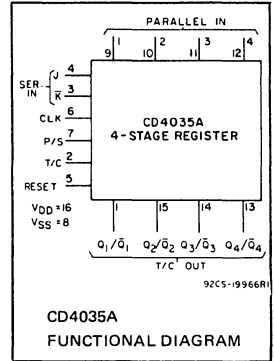 PARALLEL IN
1 2 3 4
9 10 11 12
SER. IN
J 4
K̅ 3
CLK 6
P/S 7
T/C 2
RESET 5
CD4035A
4-STAGE REGISTER
VDD=16
VSS=8
1 15 14 13
Q1/Q̅1 Q2/Q̅2 Q3/Q̅3 Q4/Q̅4
T/C OUT
92CS-19966R1
CD4035A
FUNCTIONAL DIAGRAM